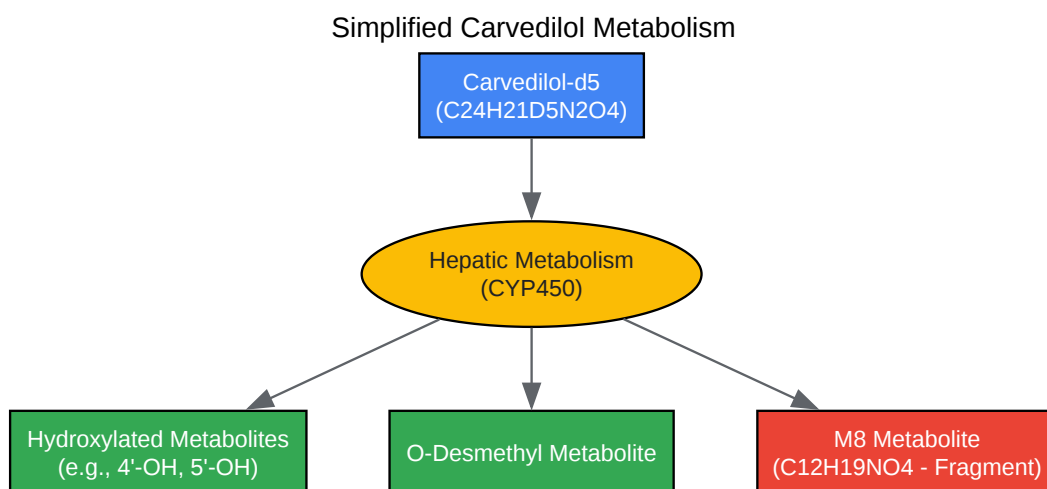 Simplified Carvedilol Metabolism
Carvedilol-d5
(C24H21D5N2O4)
Hepatic Metabolism
(CYP450)
Hydroxylated Metabolites
(e.g., 4'-OH, 5'-OH)
O-Desmethyl Metabolite
M8 Metabolite
(C12H19NO4 - Fragment)